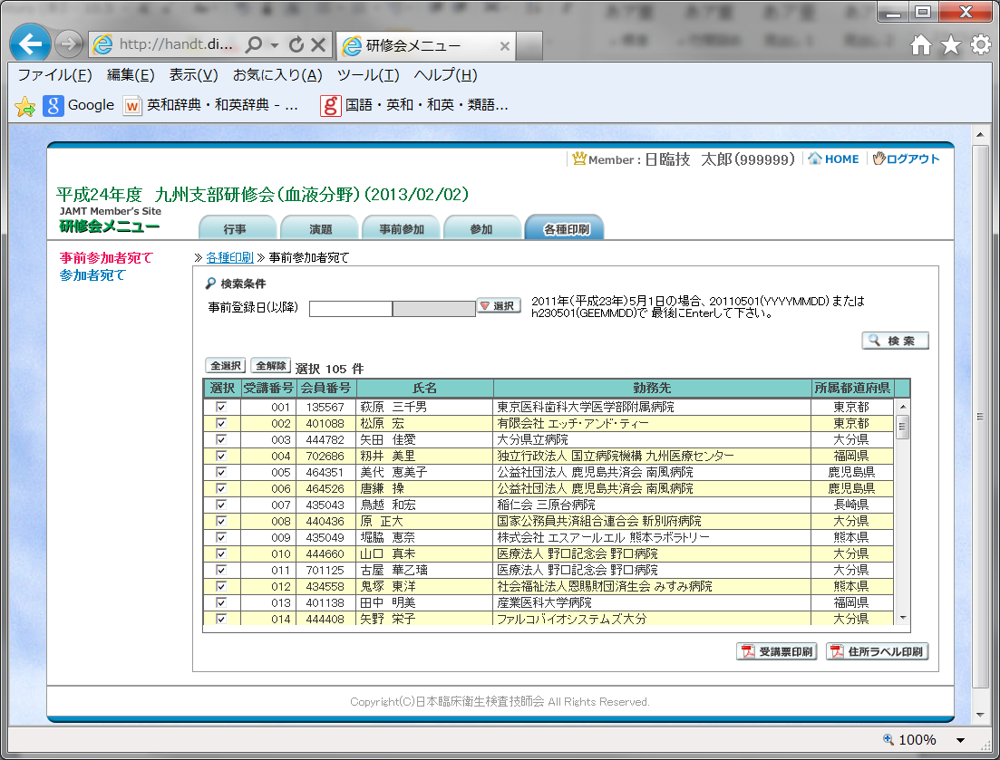 http://handt.di...
研修会メニュー
ファイル(F) 編集(E) 表示(V) お気に入り(A) ツール(T) ヘルプ(H)
Google 英和辞典・和英辞典 - ... 国語・英和・和英・類語...
Member : 日臨技 太郎(999999) HOME ログアウト
平成24年度 九州支部研修会(血液分野)(2013/02/02)
JAMT Member's Site
研修会メニュー
行事 演題 事前参加 参加 各種印刷
事前参加者宛て
参加者宛て
≫ 各種印刷 ≫ 事前参加者宛て
検索条件
事前登録日(以降) 選択
2011年(平成23年)5月1日の場合、20110501(YYYYMMDD) または
h230501(GEEMMDD)で 最後にEnterして下さい。
検索
全選択 全解除 選択 105 件
選択 受講番号 会員番号 氏名 勤務先 所属都道府県
001 135567 萩原 三千男 東京医科歯科大学医学部附属病院 東京都
002 401088 松原 宏 有限会社 エッチ・アンド・ティー 東京都
003 444782 矢田 佳愛 大分県立病院 大分県
004 702686 籾井 美里 独立行政法人 国立病院機構 九州医療センター 福岡県
005 464351 美代 恵美子 公益社団法人 鹿児島共済会 南風病院 鹿児島県
006 464526 唐鎌 操 公益社団法人 鹿児島共済会 南風病院 鹿児島県
007 435043 鳥越 和宏 稲仁会 三原台病院 長崎県
008 440436 原 正大 国家公務員共済組合連合会 新別府病院 大分県
009 435049 堀脇 恵奈 株式会社 エスアールエル 熊本ラボラトリー 熊本県
010 444660 山口 真未 医療法人 野口記念会 野口病院 大分県
011 701125 古屋 華乙璃 医療法人 野口記念会 野口病院 大分県
012 434558 鬼塚 東洋 社会福祉法人恩賜財団済生会 みすみ病院 熊本県
013 401138 田中 明美 産業医科大学病院 福岡県
014 444408 矢野 栄子 ファルコバイオシステムズ大分 大分県
受講票印刷 住所ラベル印刷
Copyright(C)日本臨床衛生検査技師会 All Rights Reserved.
100%